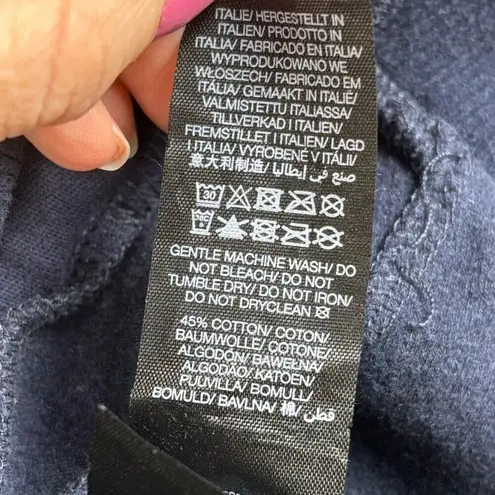 ITALIE/ HERGESTELLT IN
ITALIEN/ PRODOTTO IN
ITALIA/ FABRICADO EN ITALIA/
WYPRODUKOWANO WE
WŁOSZECH/ FABRICADO EM
ITÁLIA/ GEMAAKT IN ITALIË/
VALMISTETTU ITALIASSA/
TILLVERKAD I ITALIEN/
FREMSTILLET I ITALIEN/ LAGD
I ITALIA/ VYROBENÉ V ITÁLII/
意大利制造/ صنع في إيطاليا
30
GENTLE MACHINE WASH/ DO
NOT BLEACH/ DO NOT
TUMBLE DRY/ DO NOT IRON/
DO NOT DRYCLEAN
45% COTTON/ COTON/
BAUMWOLLE/ COTONE/
ALGODÓN/ BAWEŁNA/
ALGODÃO/ KATOEN/
PUUVILLA/ BOMULL/
BOMULD/ BAVLNA/ 棉/ قطن